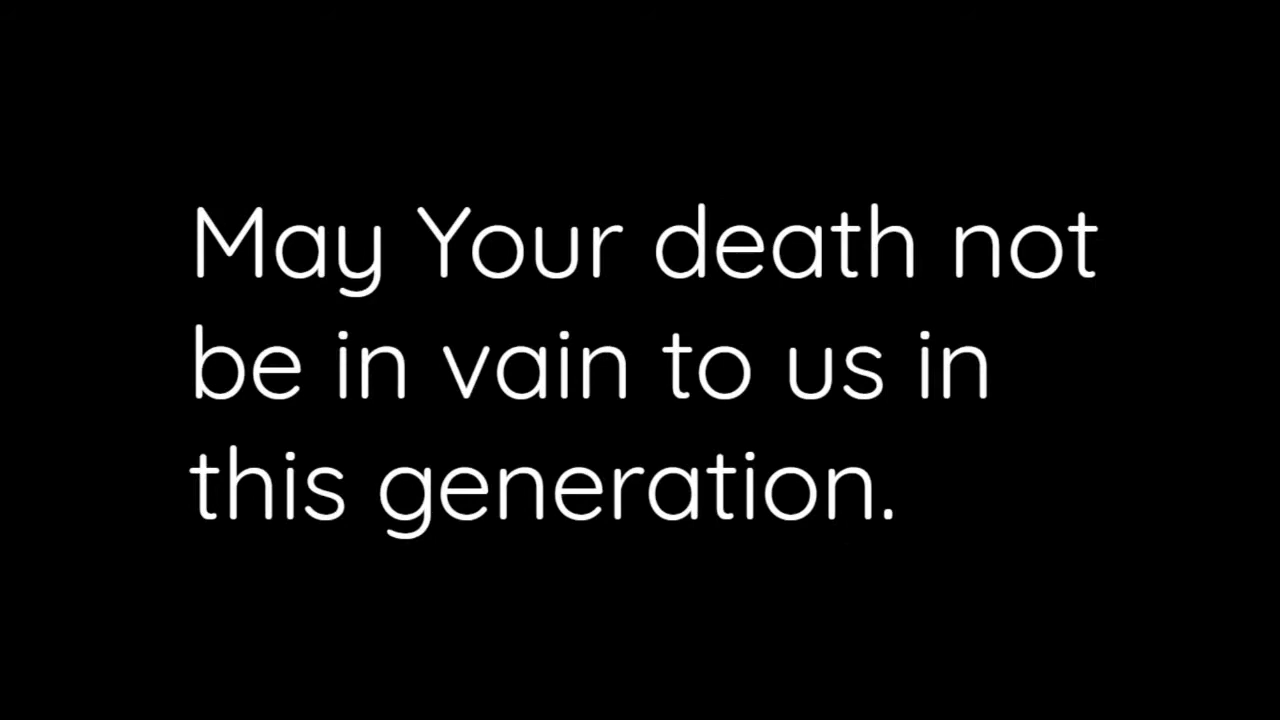 May Your death not
be in vain to us in
this generation.